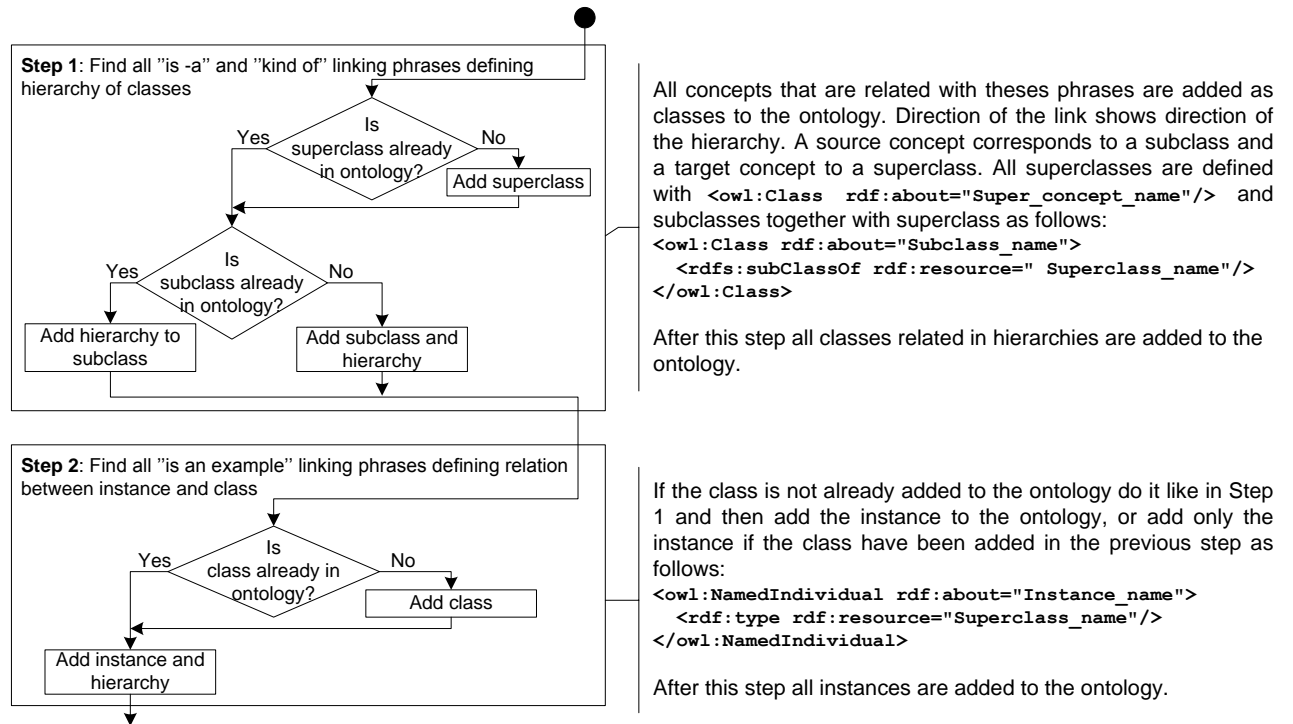 Step 1: Find all ''is -a'' and ''kind of'' linking phrases defining
hierarchy of classes
Is
superclass already
in ontology?
Yes
No
Add superclass
Is
subclass already
in ontology?
Yes
No
Add hierarchy to
subclass
Add subclass and
hierarchy
All concepts that are related with theses phrases are added as
classes to the ontology. Direction of the link shows direction of
the hierarchy. A source concept corresponds to a subclass and
a target concept to a superclass. All superclasses are defined
with <owl:Class rdf:about="Super_concept_name"/> and
subclasses together with superclass as follows:
<owl:Class rdf:about="Subclass_name">
<rdfs:subClassOf rdf:resource=" Superclass_name"/>
</owl:Class>
After this step all classes related in hierarchies are added to the
ontology.
Step 2: Find all ''is an example'' linking phrases defining relation
between instance and class
Is
class already in
ontology?
Yes
No
Add class
Add instance and
hierarchy
If the class is not already added to the ontology do it like in Step
1 and then add the instance to the ontology, or add only the
instance if the class have been added in the previous step as
follows:
<owl:NamedIndividual rdf:about="Instance_name">
<rdf:type rdf:resource="Superclass_name"/>
</owl:NamedIndividual>
After this step all instances are added to the ontology.